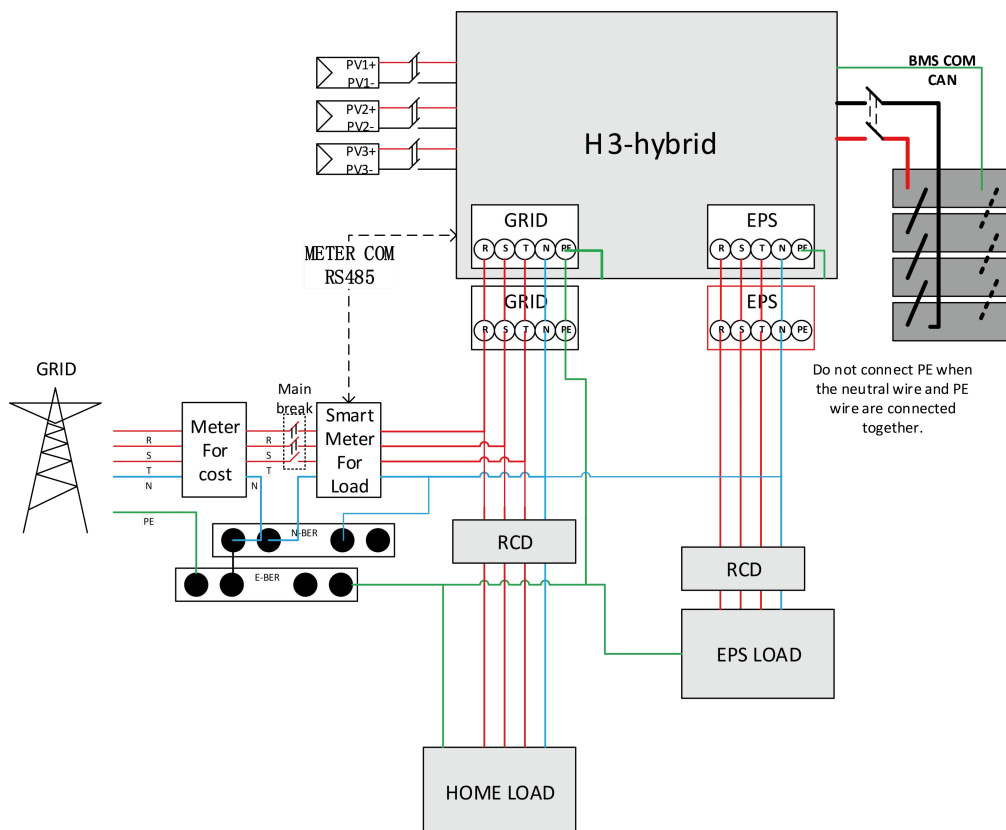 PV1+
PV1-
PV2+
PV2-
PV3+
PV3-
H3-hybrid
BMS COM
CAN
GRID
R S T N PE
EPS
R S T N PE
METER COM
RS485
GRID
R S T N PE
EPS
R S T N PE
Do not connect PE when
the neutral wire and PE
wire are connected
together.
GRID
R
S
T
N
PE
Meter
For
cost
Main
break
R
S
T
N
Smart
Meter
For
Load
N-BER
E-BER
RCD
RCD
EPS LOAD
HOME LOAD